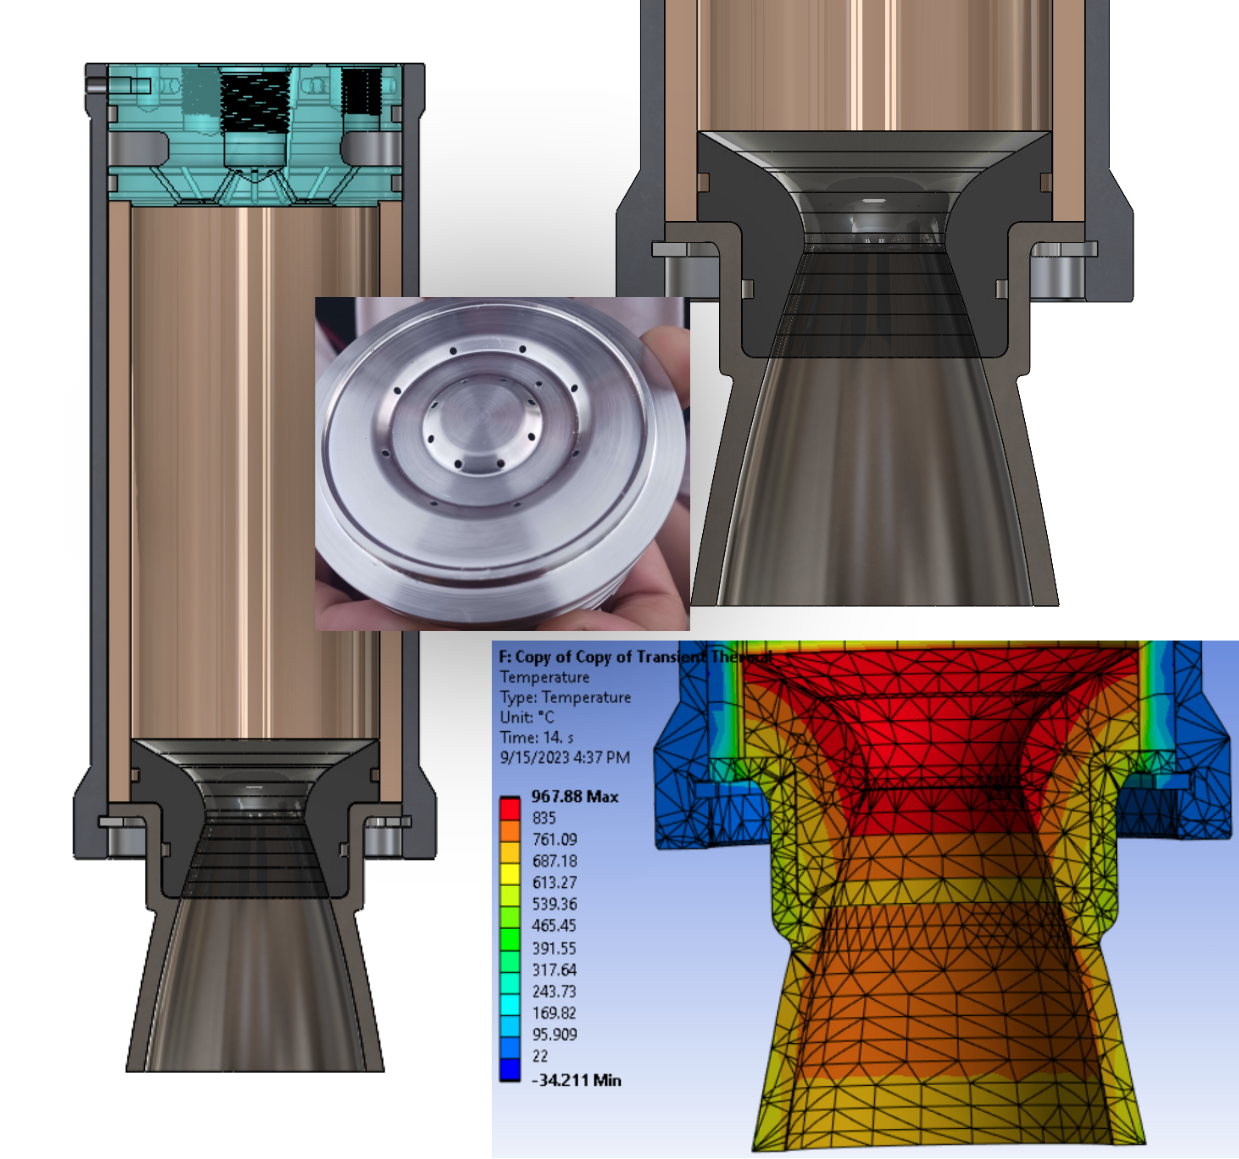 F: Copy of Copy of Transient Thermal
Temperature
Type: Temperature
Unit: °C
Time: 14. s
9/15/2023 4:37 PM
967.88 Max
835
761.09
687.18
613.27
539.36
465.45
391.55
317.64
243.73
169.82
95.909
22
-34.211 Min